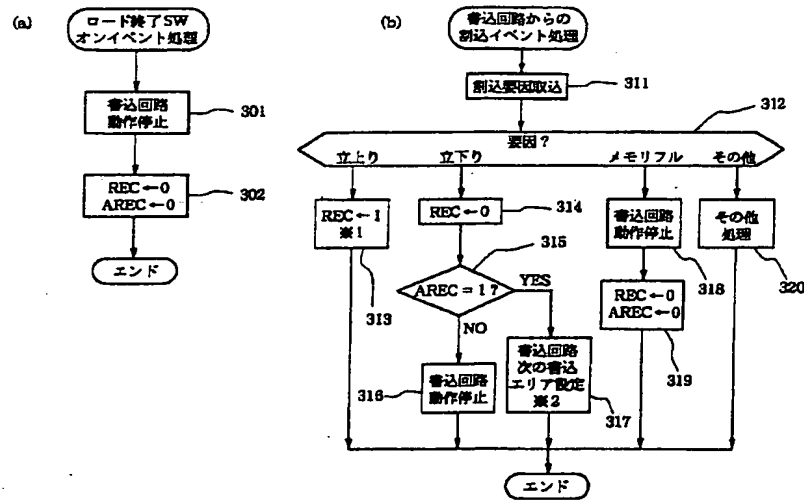 (a)
ロード終了SW
オンイベント処理
書込回路
動作停止
301
REC←0
AREC←0
302
エンド
(b)
書込回路からの
割込イベント処理
割込要因取込
311
312
要因?
立上り
立下り
メモリフル
その他
REC←1
※1
313
REC←0
314
315
AREC=1?
YES
NO
書込回路
動作停止
316
書込回路
次の書込
エリア設定
※2
317
書込回路
動作停止
318
REC←0
AREC←0
319
その他
処理
320
エンド